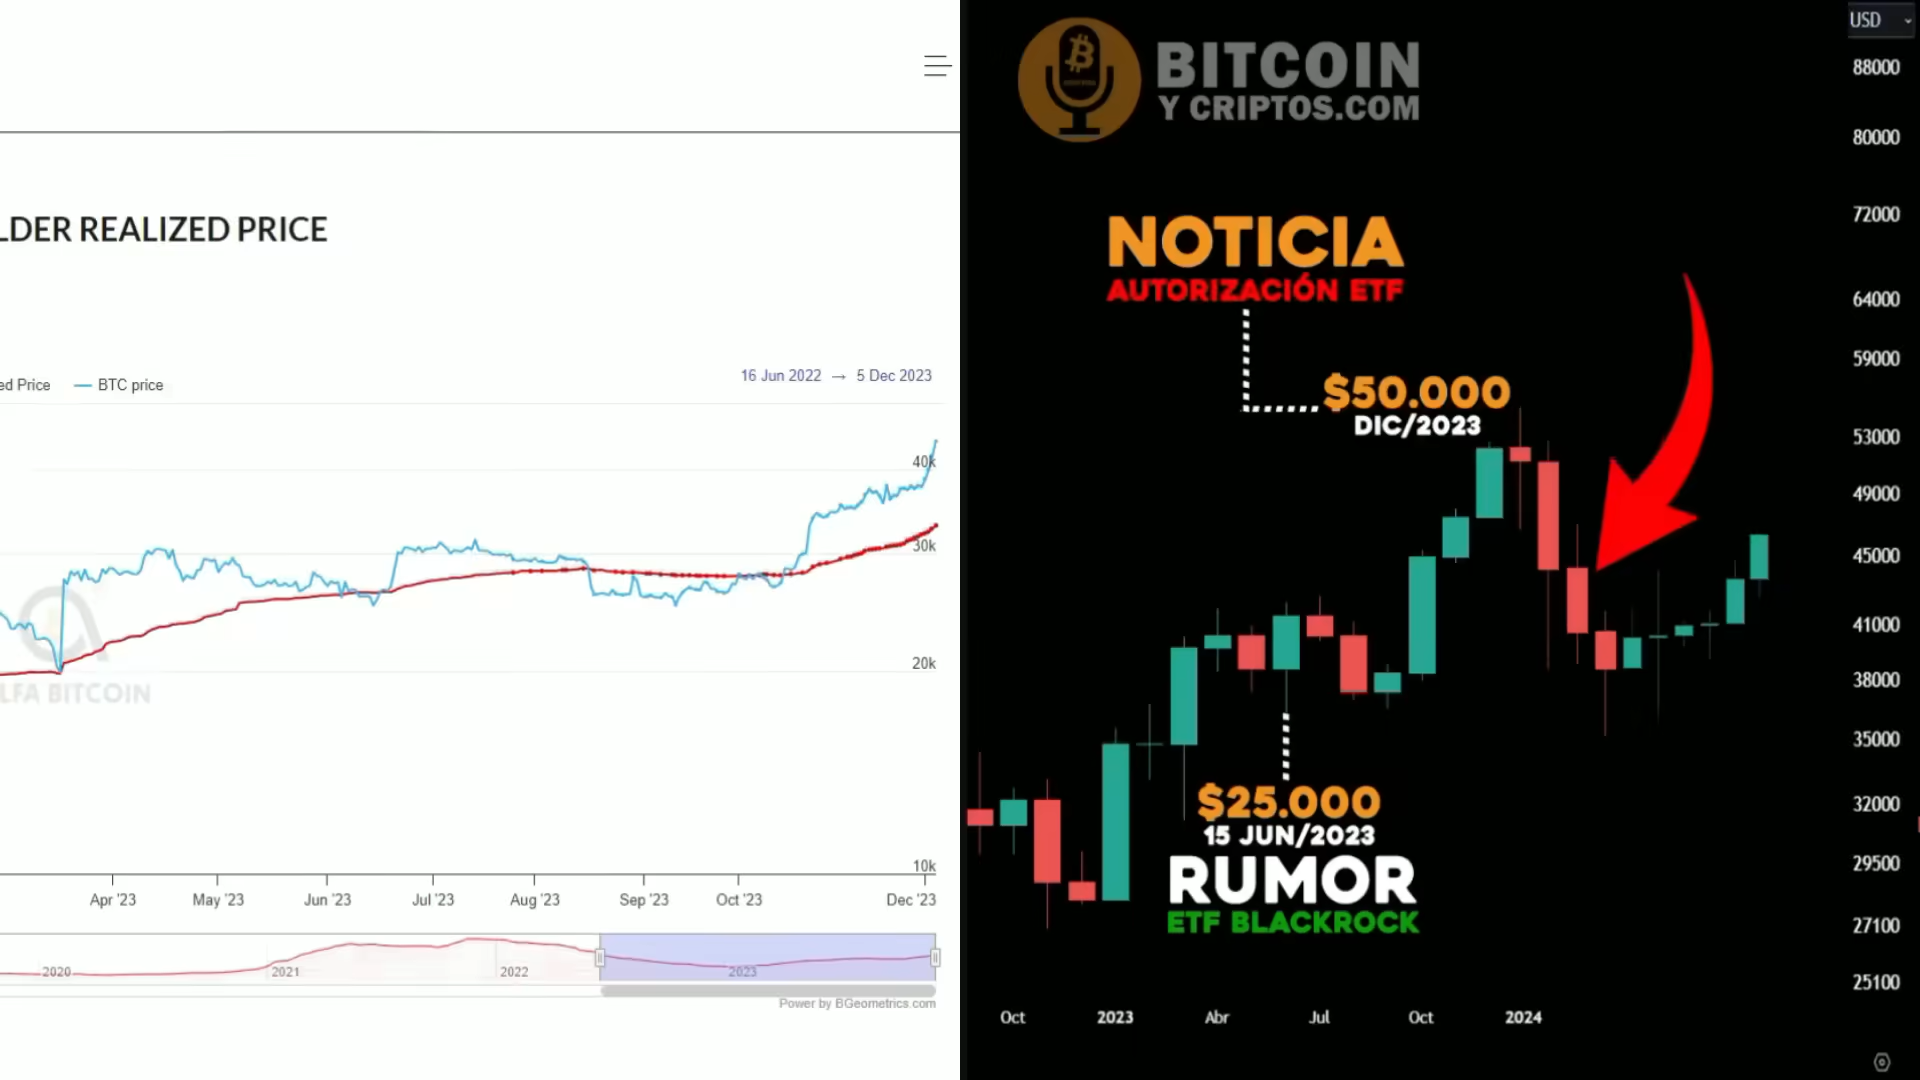 LDER REALIZED PRICE
ed Price
BTC price
16 Jun 2022 → 5 Dec 2023
40k
30k
20k
10k
LFA BITCOIN
Apr '23
May '23
Jun '23
Jul '23
Aug '23
Sep '23
Oct '23
Dec '23
2020
2021
2022
2023
Power by BGeometrics.com
BITCOIN
Y CRIPTOS.COM
NOTICIA
AUTORIZACIÓN ETF
$50.000
DIC/2023
$25.000
15 JUN/2023
RUMOR
ETF BLACKROCK
USD
88000
80000
72000
64000
59000
53000
49000
45000
41000
38000
35000
32000
29500
27100
25100
Oct
2023
Abr
Jul
Oct
2024